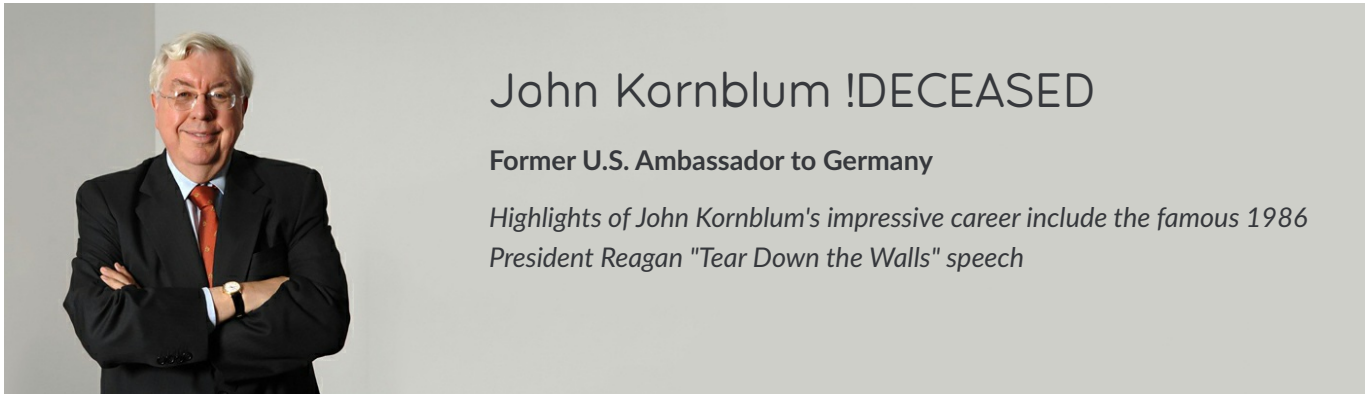 John Kornblum !DECEASED
Former U.S. Ambassador to Germany
Highlights of John Kornblum's impressive career include the famous 1986
President Reagan "Tear Down the Walls" speech